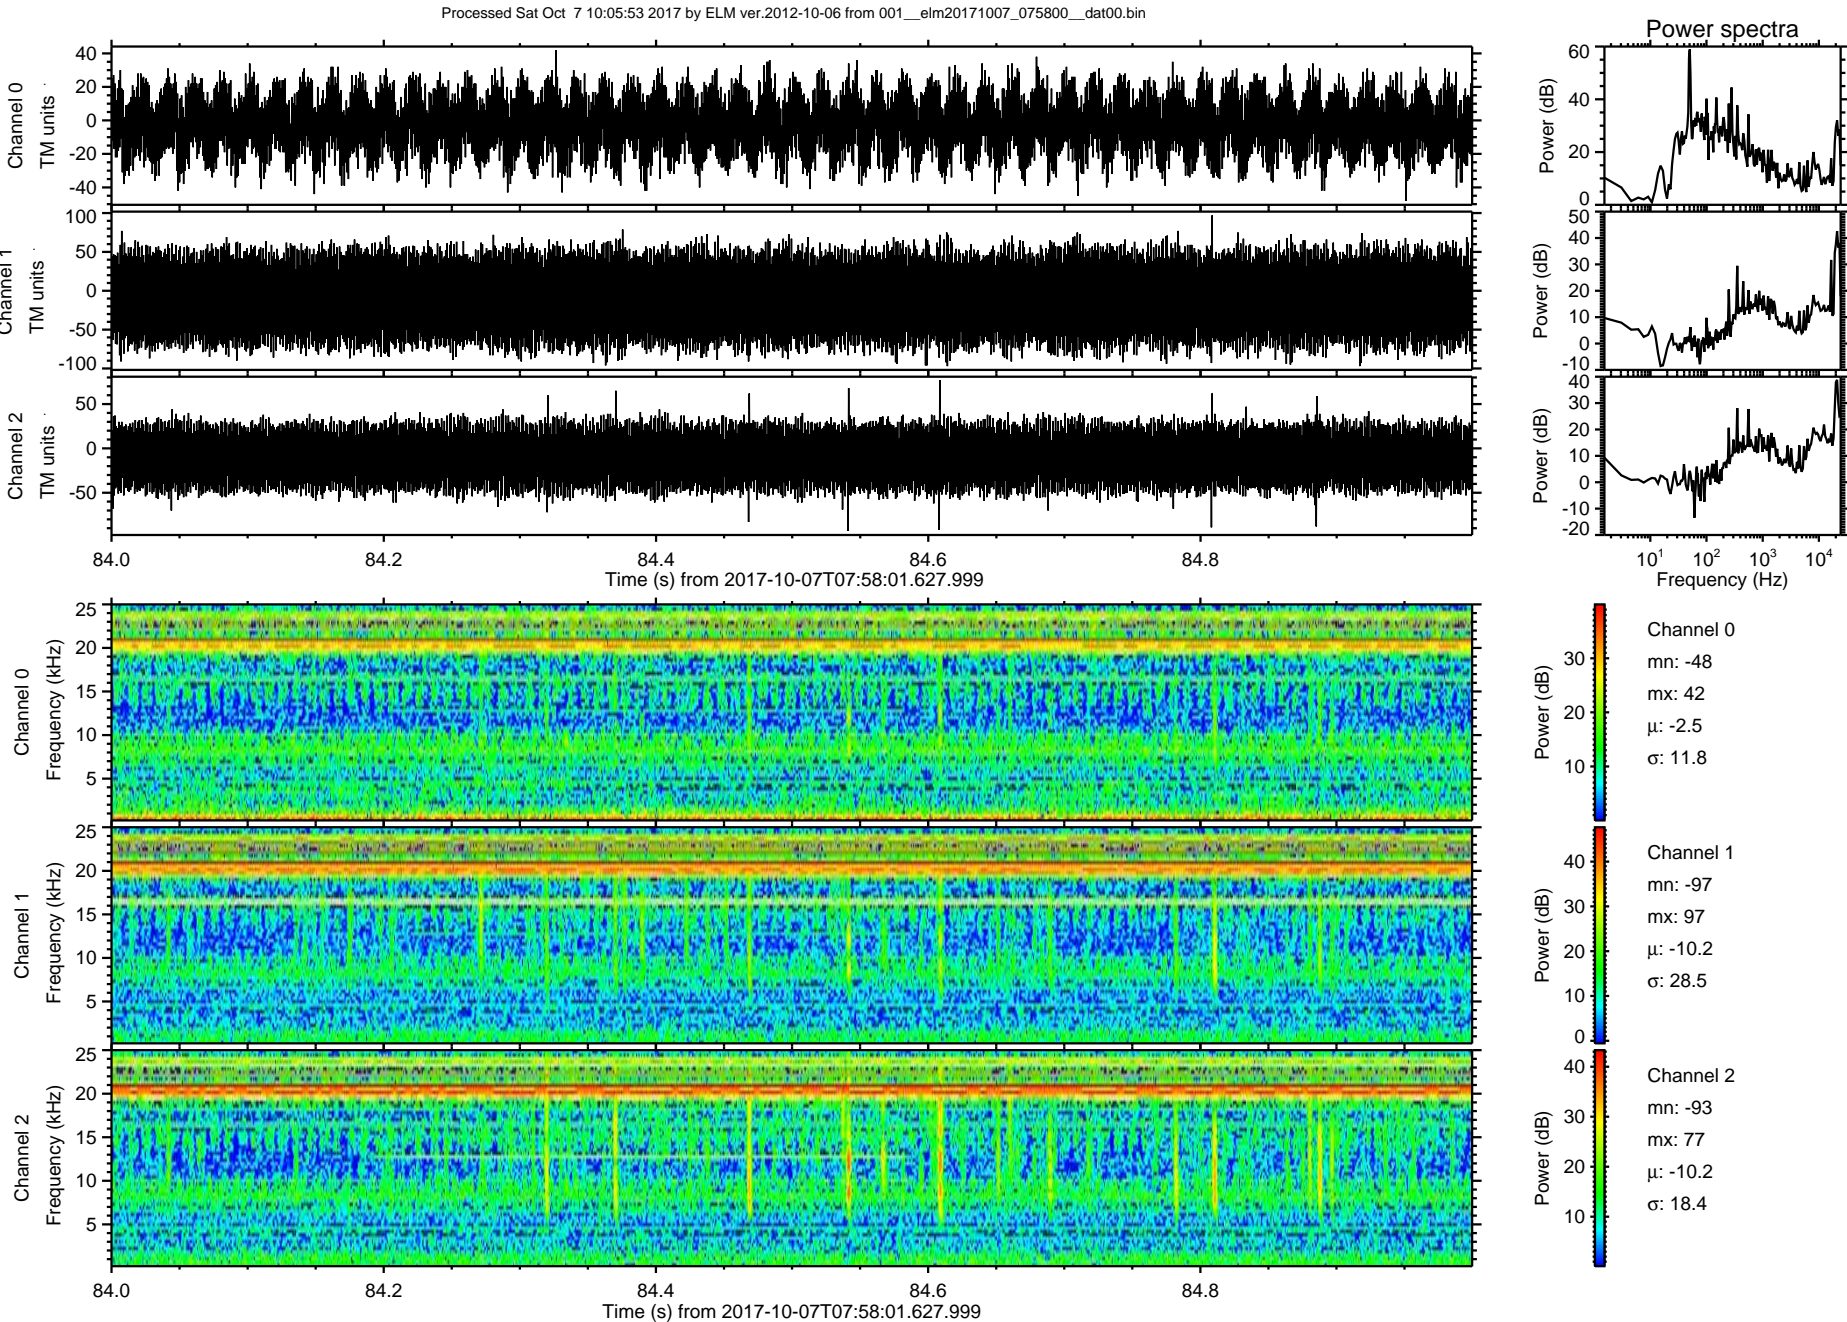 Processed Sat Oct 7 10:05:53 2017 by ELM ver.2012-10-06 from 001__elm20171007_075800__dat00.bin
Power spectra
Channel 0
TM units
40
20
0
-20
-40
Power (dB)
60
40
20
0
Channel 1
TM units
100
50
0
-50
-100
Power (dB)
50
40
30
20
10
0
-10
Channel 2
TM units
50
0
-50
Power (dB)
40
30
20
10
0
-10
-20
84.0 84.2 84.4 84.6 84.8
Time (s) from 2017-10-07T07:58:01.627.999
10¹ 10² 10³ 10⁴
Frequency (Hz)
Channel 0
Frequency (kHz)
25
20
15
10
5
Power (dB)
30
20
10
Channel 0
mn: -48
mx: 42
μ: -2.5
σ: 11.8
Channel 1
Frequency (kHz)
25
20
15
10
5
Power (dB)
40
30
20
10
0
Channel 1
mn: -97
mx: 97
μ: -10.2
σ: 28.5
Channel 2
Frequency (kHz)
25
20
15
10
5
Power (dB)
40
30
20
10
Channel 2
mn: -93
mx: 77
μ: -10.2
σ: 18.4
84.0 84.2 84.4 84.6 84.8
Time (s) from 2017-10-07T07:58:01.627.999